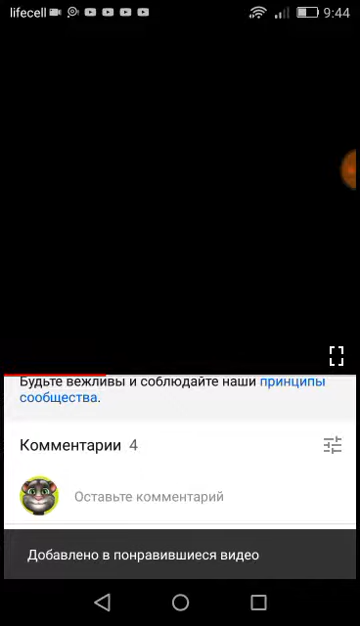 lifecell 9:44
Будьте вежливы и соблюдайте наши принципы
сообщества.
Комментарии 4
Оставьте комментарий
Добавлено в понравившиеся видео